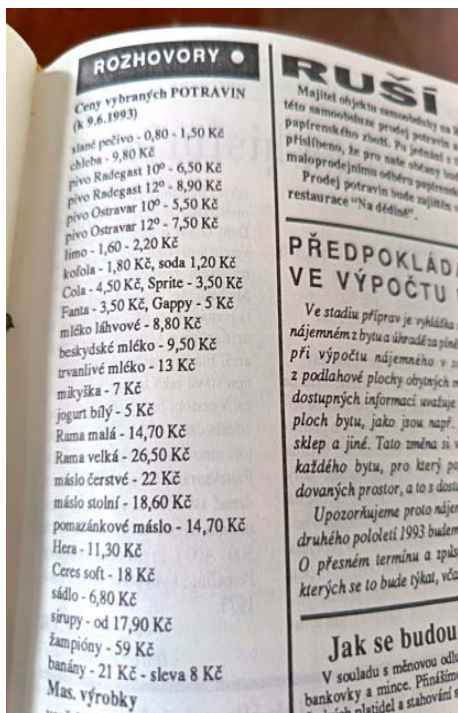 ROZHOVORY
Ceny vybraných POTRAVIN
(k 9.6.1993)
slané pečivo - 0,80 - 1,50 Kč
chleba - 9,80 Kč
pivo Radegast 10° - 6,50 Kč
pivo Radegast 12° - 8,90 Kč
pivo Ostravar 10° - 5,50 Kč
pivo Ostravar 12° - 7,50 Kč
limo - 1,60 - 2,20 Kč
kofola - 1,80 Kč, soda 1,20 Kč
Cola - 4,50 Kč, Sprite - 3,50 Kč
Fanta - 3,50 Kč, Gappy - 5 Kč
mléko láhvové - 8,80 Kč
beskydské mléko - 9,50 Kč
trvanlivé mléko - 13 Kč
mikyška - 7 Kč
jogurt bílý - 5 Kč
Rama malá - 14,70 Kč
Rama velká - 26,50 Kč
máslo čerstvé - 22 Kč
máslo stolní - 18,60 Kč
pomazánkové máslo - 14,70 Kč
Hera - 11,30 Kč
Ceres soft - 18 Kč
sádlo - 6,80 Kč
sirupy - od 17,90 Kč
žampióny - 59 Kč
banány - 21 Kč - sleva 8 Kč
Mas. výrobky
RUŠÍ
Majitel objektu samoobsluhy na
této samoobsluze prodej potravin a
papírenského zboží. Po jednání s
přislíbeno, že pro naše občany bude
maloprodejnímu odběru papírenské
Prodej potravin bude zajištěn v
restaurace "Na dědině".
PŘEDPOKLÁDA
VE VÝPOČTU
Ve stadiu příprav je vyhláška
nájemném z bytu a úhradě za plně
při výpočtu nájemného v
z podlahové plochy obytných m
dostupných informací uvažuje
ploch bytu, jako jsou např.
sklep a jiné. Tato změna si v
každého bytu, pro který po
dovaných prostor, a to s dosta
Upozorňujeme proto nájem
druhého pololetí 1993 budem
O přesném termínu a způs
kterých se to bude týkat, vča
Jak se budou
V souladu s měnovou odlu
bankovky a mince. Přinášíme
platidel a stahování s